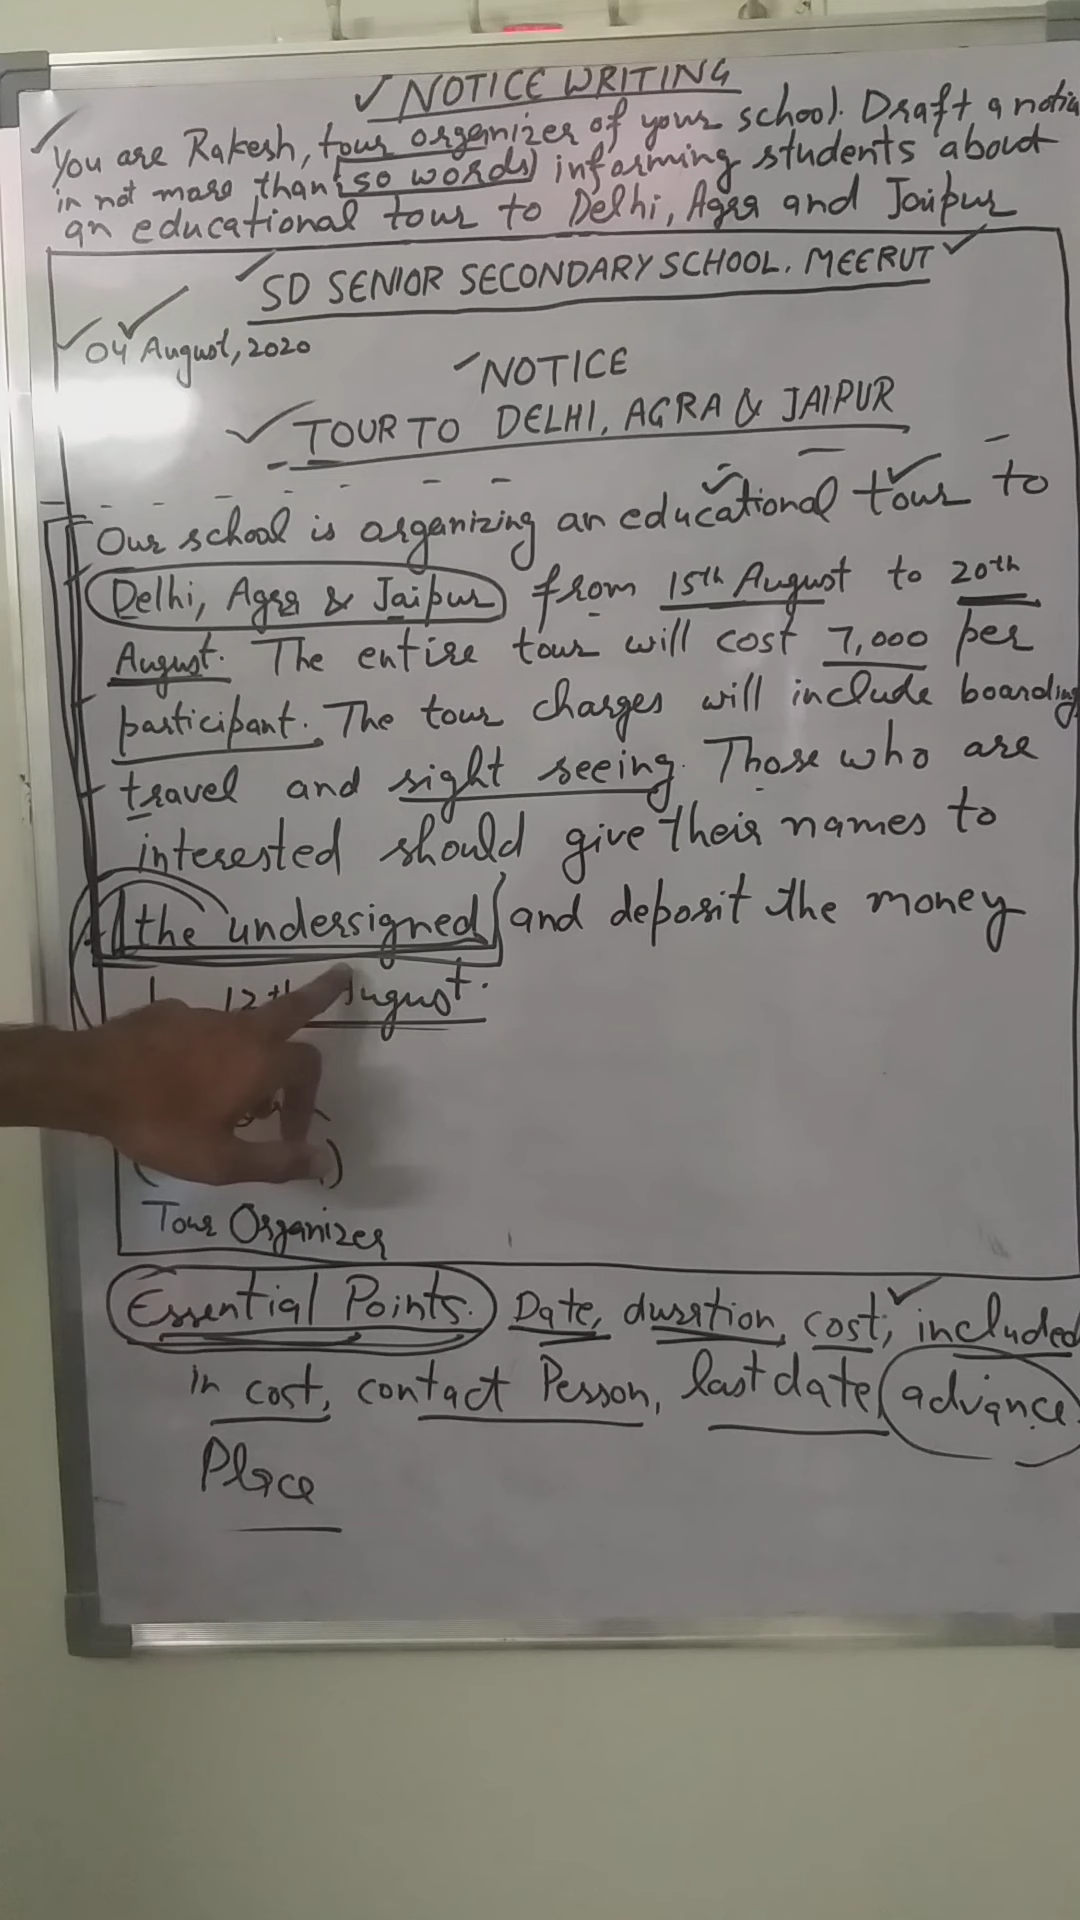 NOTICE WRITING
You are Rakesh, tour organizer of your school. Draft a notice
in not more than 50 words informing students about
an educational tour to Delhi, Agra and Jaipur
SD SENIOR SECONDARY SCHOOL, MEERUT
04 August, 2020
NOTICE
TOUR TO DELHI, AGRA & JAIPUR
Our school is organizing an educational tour to
Delhi, Agra & Jaipur from 15th August to 20th
August. The entire tour will cost 7,000 per
participant. The tour charges will include boarding,
travel and sight seeing. Those who are
interested should give their names to
the undersigned and deposit the money
12th August.
Tour Organizer
Essential Points. Date, duration, cost, included
in cost, contact Person, last date, advance
Place